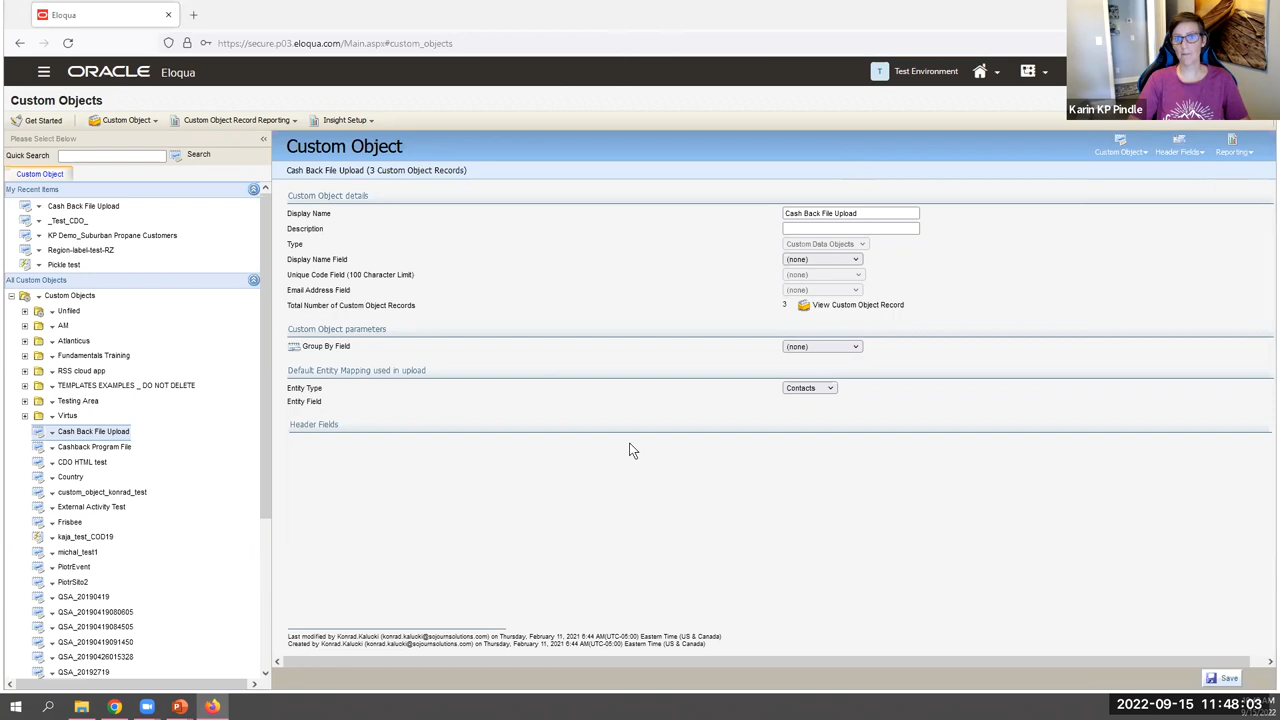 Eloqua
https://secure.p03.eloqua.com/Main.aspx#custom_objects
ORACLE Eloqua
T Test Environment
Karin KP Pindle
Custom Objects
Get Started
Custom Object
Custom Object Record Reporting
Insight Setup
Please Select Below
Quick Search
Search
Custom Object
My Recent Items
Cash Back File Upload
_Test_CDO_
KP Demo_Suburban Propane Customers
Region-label-test-RZ
Pickle test
All Custom Objects
Custom Objects
Unfiled
AM
Atlanticus
Fundamentals Training
RSS cloud app
TEMPLATES EXAMPLES _ DO NOT DELETE
Testing Area
Virtus
Cash Back File Upload
Cashback Program File
CDO HTML test
Country
custom_object_konrad_test
External Activity Test
Frisbee
kaja_test_COD19
michal_test1
PiotrEvent
PiotrSito2
QSA_20190419
QSA_20190419080605
QSA_20190419084505
QSA_20190419091450
QSA_20190426015328
QSA_20192719
Custom Object
Custom Object
Header Fields
Reporting
Cash Back File Upload (3 Custom Object Records)
Custom Object details
Display Name Cash Back File Upload
Description
Type Custom Data Objects
Display Name Field (none)
Unique Code Field (100 Character Limit) (none)
Email Address Field (none)
Total Number of Custom Object Records 3 View Custom Object Record
Custom Object parameters
Group By Field (none)
Default Entity Mapping used in upload
Entity Type Contacts
Entity Field
Header Fields
Last modified by Konrad.Kalucki (konrad.kalucki@sojournsolutions.com) on Thursday, February 11, 2021 6:44 AM(UTC-05:00) Eastern Time (US & Canada)
Created by Konrad.Kalucki (konrad.kalucki@sojournsolutions.com) on Thursday, February 11, 2021 6:44 AM(UTC-05:00) Eastern Time (US & Canada)
Save
2022-09-15 11:48:03